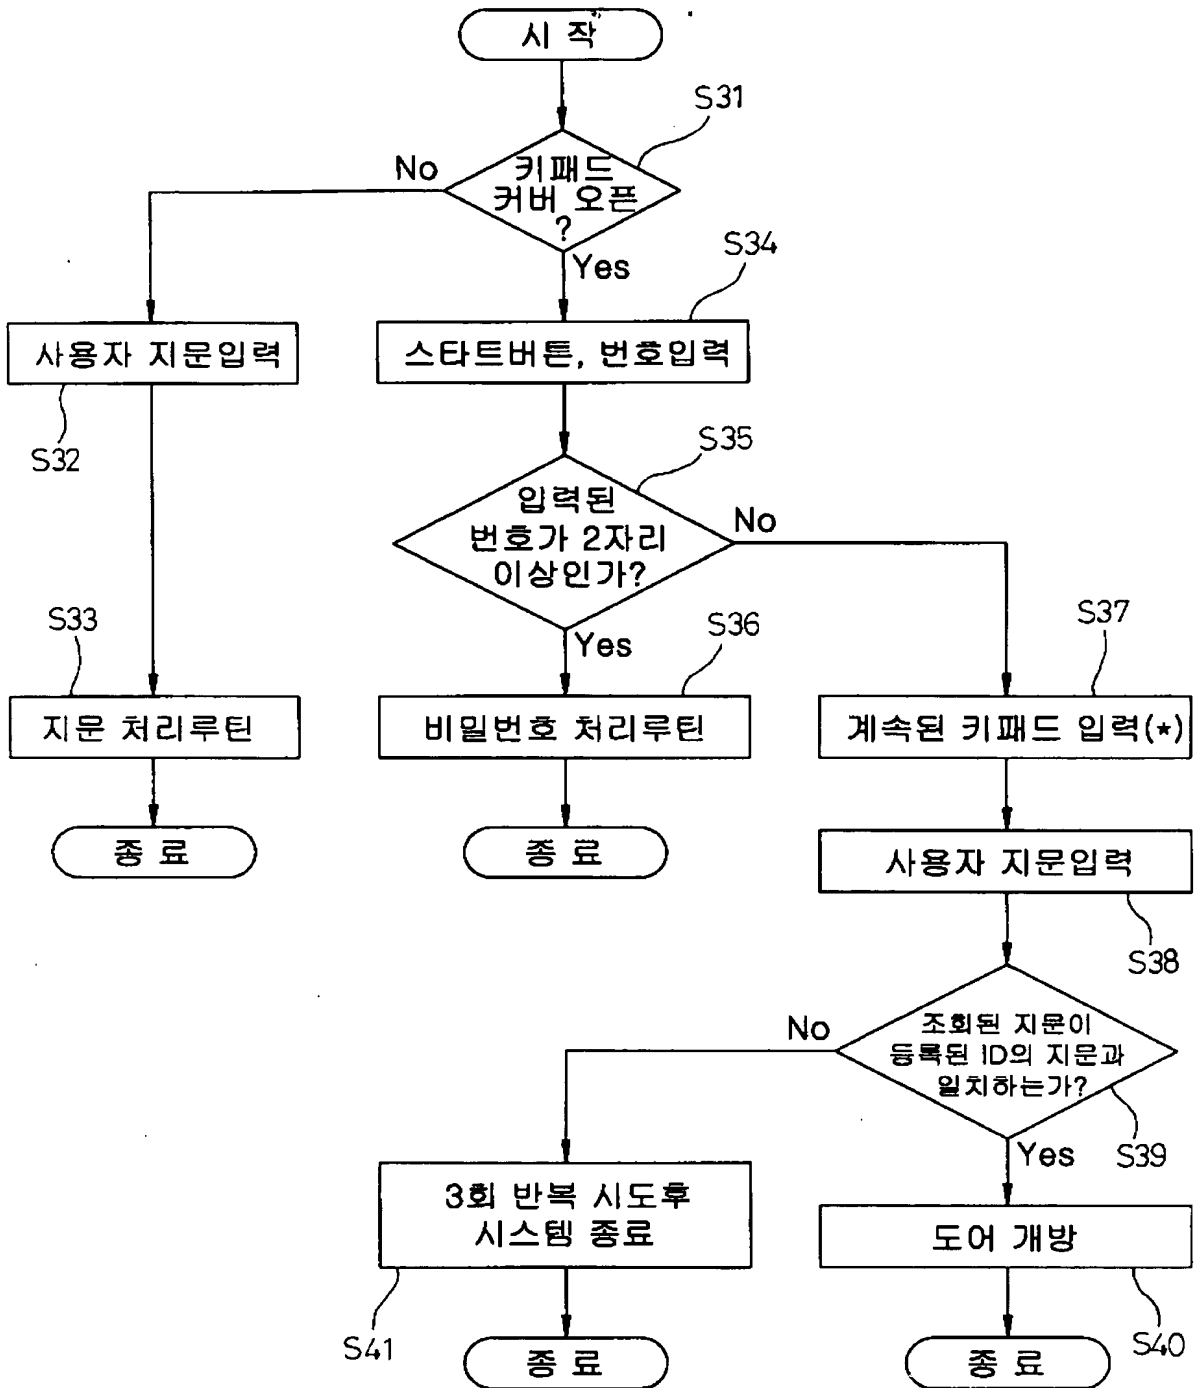 시 작
S31
키패드
커버 오픈
?
No
Yes
S34
사용자 지문입력
스타트버튼, 번호입력
S32
S35
입력된
번호가 2자리
이상인가?
No
Yes
S33
S36
S37
지문 처리루틴
비밀번호 처리루틴
계속된 키패드 입력(*)
종 료
종 료
사용자 지문입력
S38
조회된 지문이
등록된 ID의 지문과
일치하는가?
No
Yes
S39
3회 반복 시도후
시스템 종료
도어 개방
S41
S40
종 료
종 료